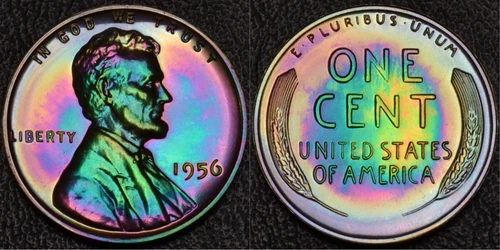 IN GOD WE TRUST
LIBERTY
1956
E·PLURIBUS·UNUM
ONE
CENT
UNITED STATES
OF AMERICA